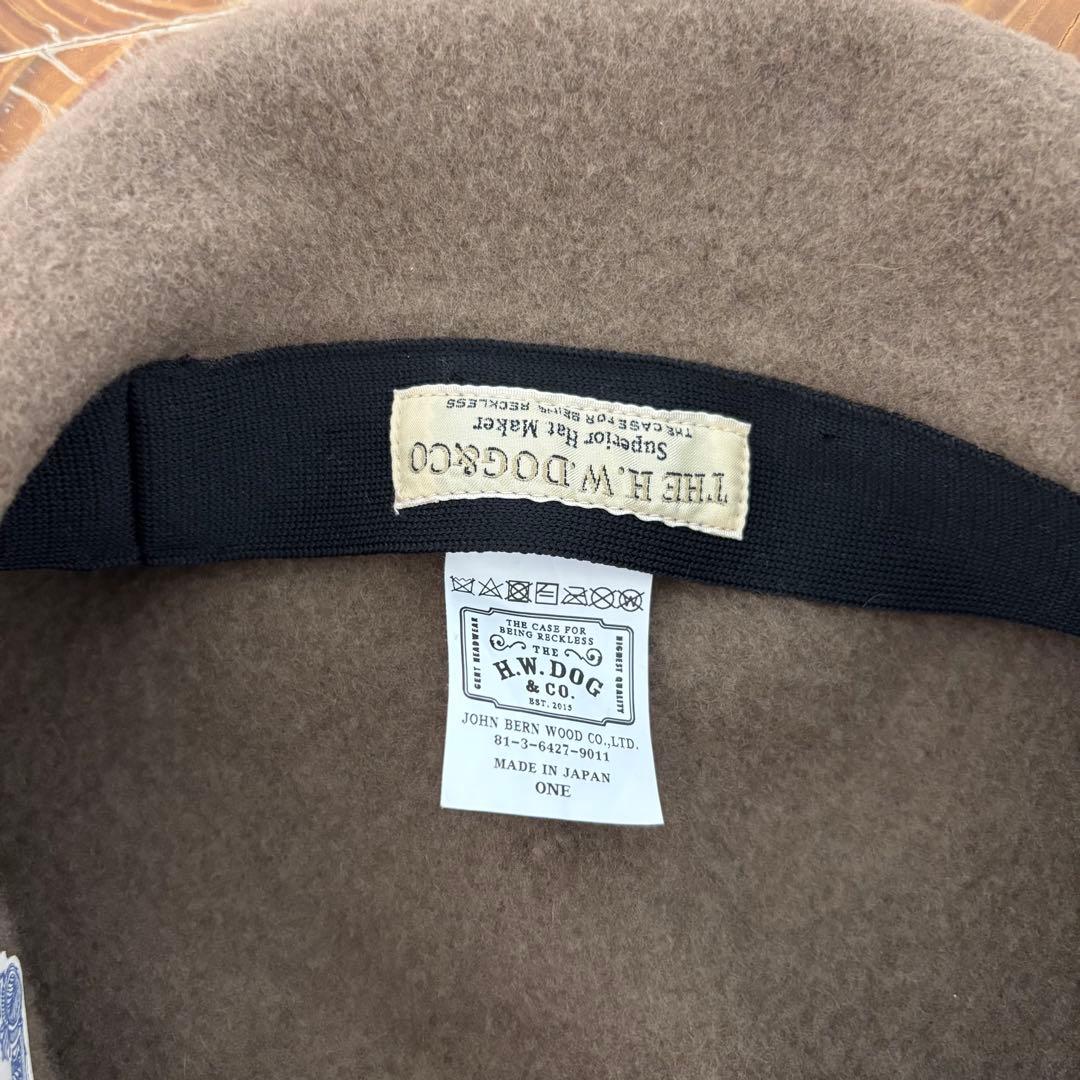 THE H.W.DOG&CO
Superior Hat Maker
THE CASE FOR BEING RECKLESS
THE CASE FOR
BEING RECKLESS
GENT HEADWEAR
HIGHEST QUALITY
THE
H.W.DOG
& CO.
EST. 2015
JOHN BERN WOOD CO.,LTD.
81-3-6427-9011
MADE IN JAPAN
ONE